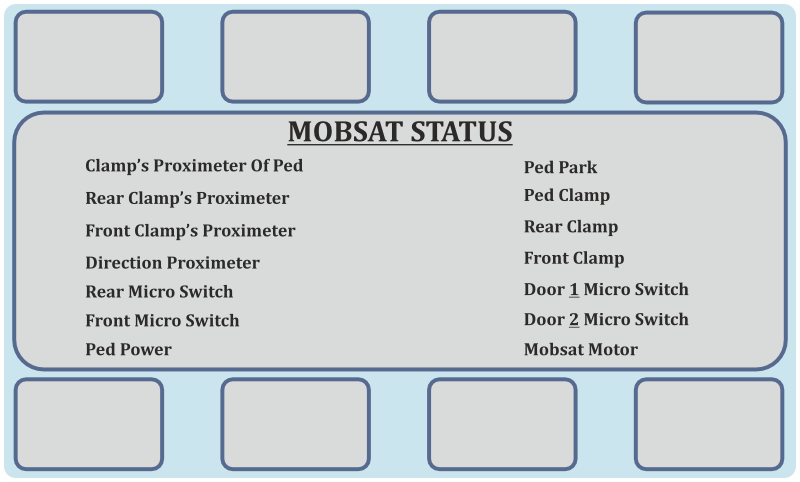 MOBSAT STATUS
Clamp’s Proximeter Of Ped
Rear Clamp’s Proximeter
Front Clamp’s Proximeter
Direction Proximeter
Rear Micro Switch
Front Micro Switch
Ped Power
Ped Park
Ped Clamp
Rear Clamp
Front Clamp
Door 1 Micro Switch
Door 2 Micro Switch
Mobsat Motor